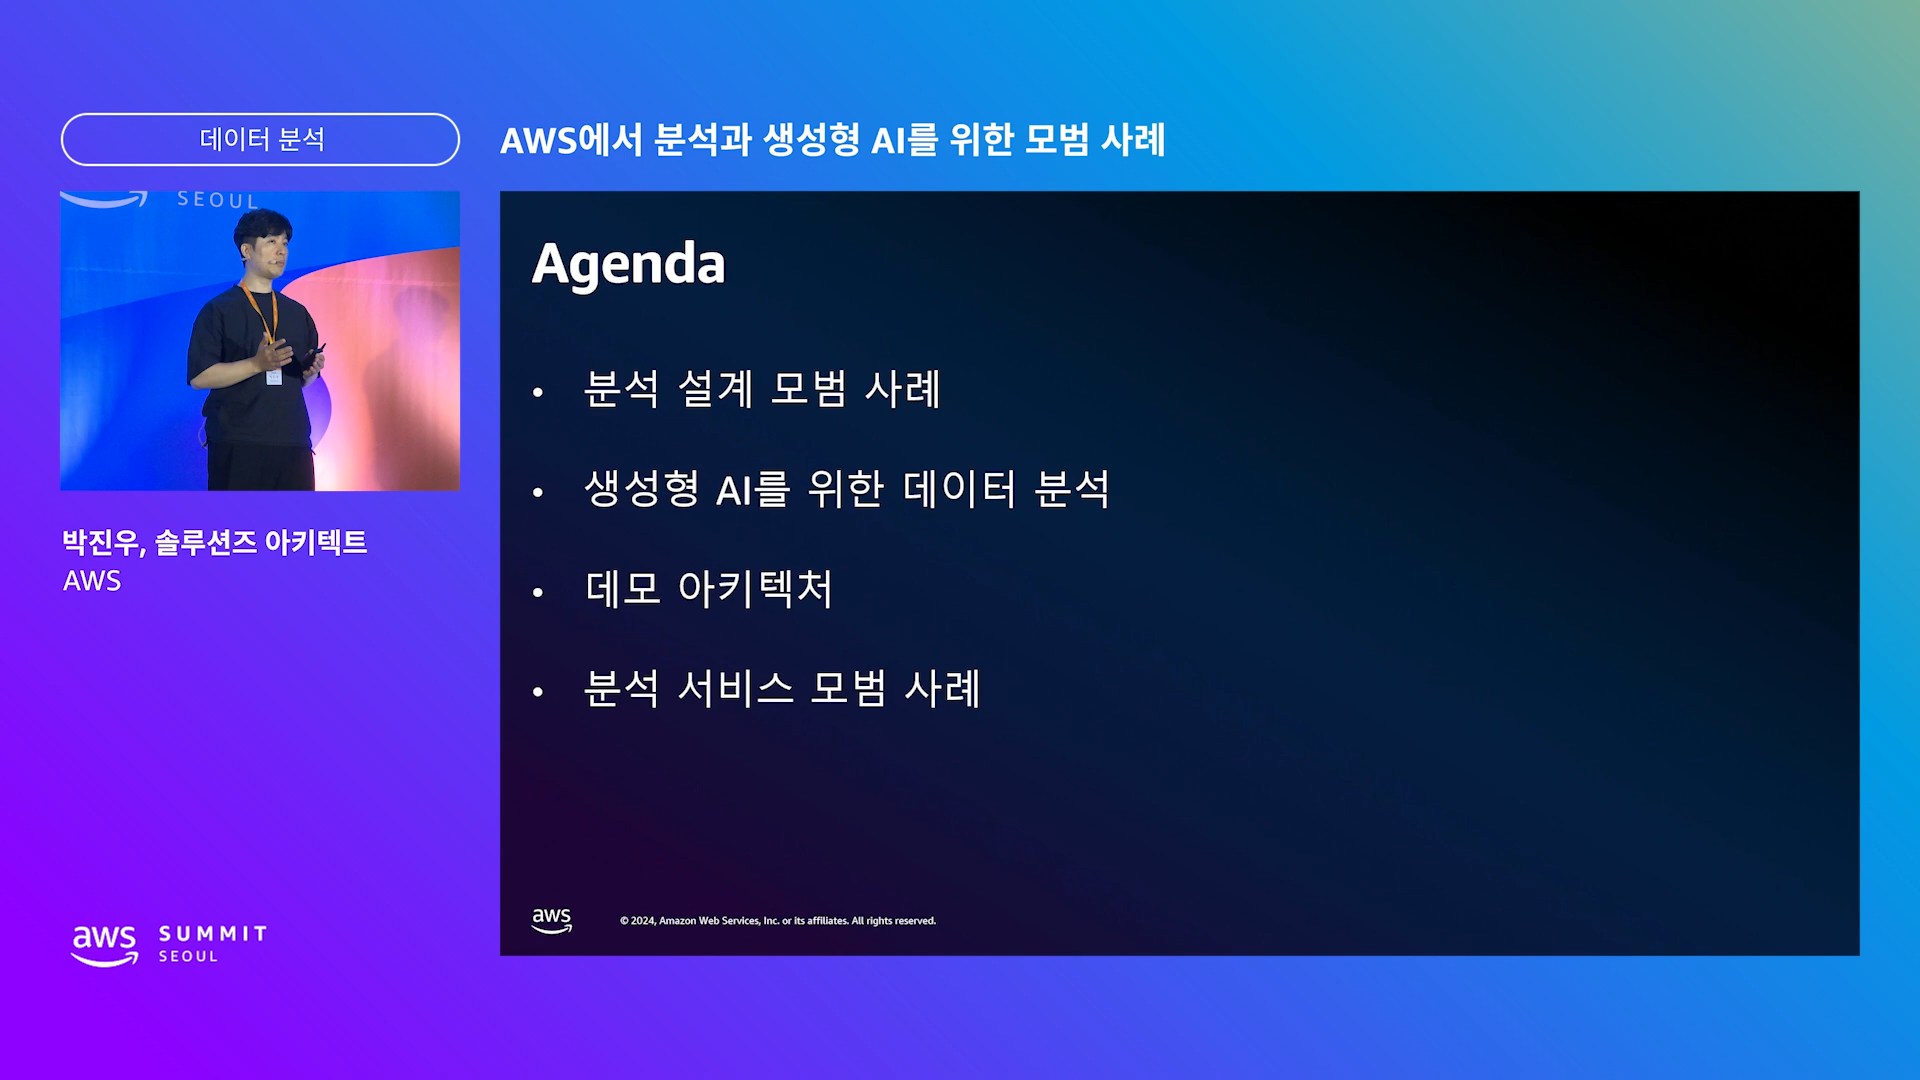 데이터 분석
AWS에서 분석과 생성형 AI를 위한 모범 사례
SEOUL
박진우, 솔루션즈 아키텍트
AWS
Agenda
• 분석 설계 모범 사례
• 생성형 AI를 위한 데이터 분석
• 데모 아키텍처
• 분석 서비스 모범 사례
aws
© 2024, Amazon Web Services, Inc. or its affiliates. All rights reserved.
aws SUMMIT
SEOUL